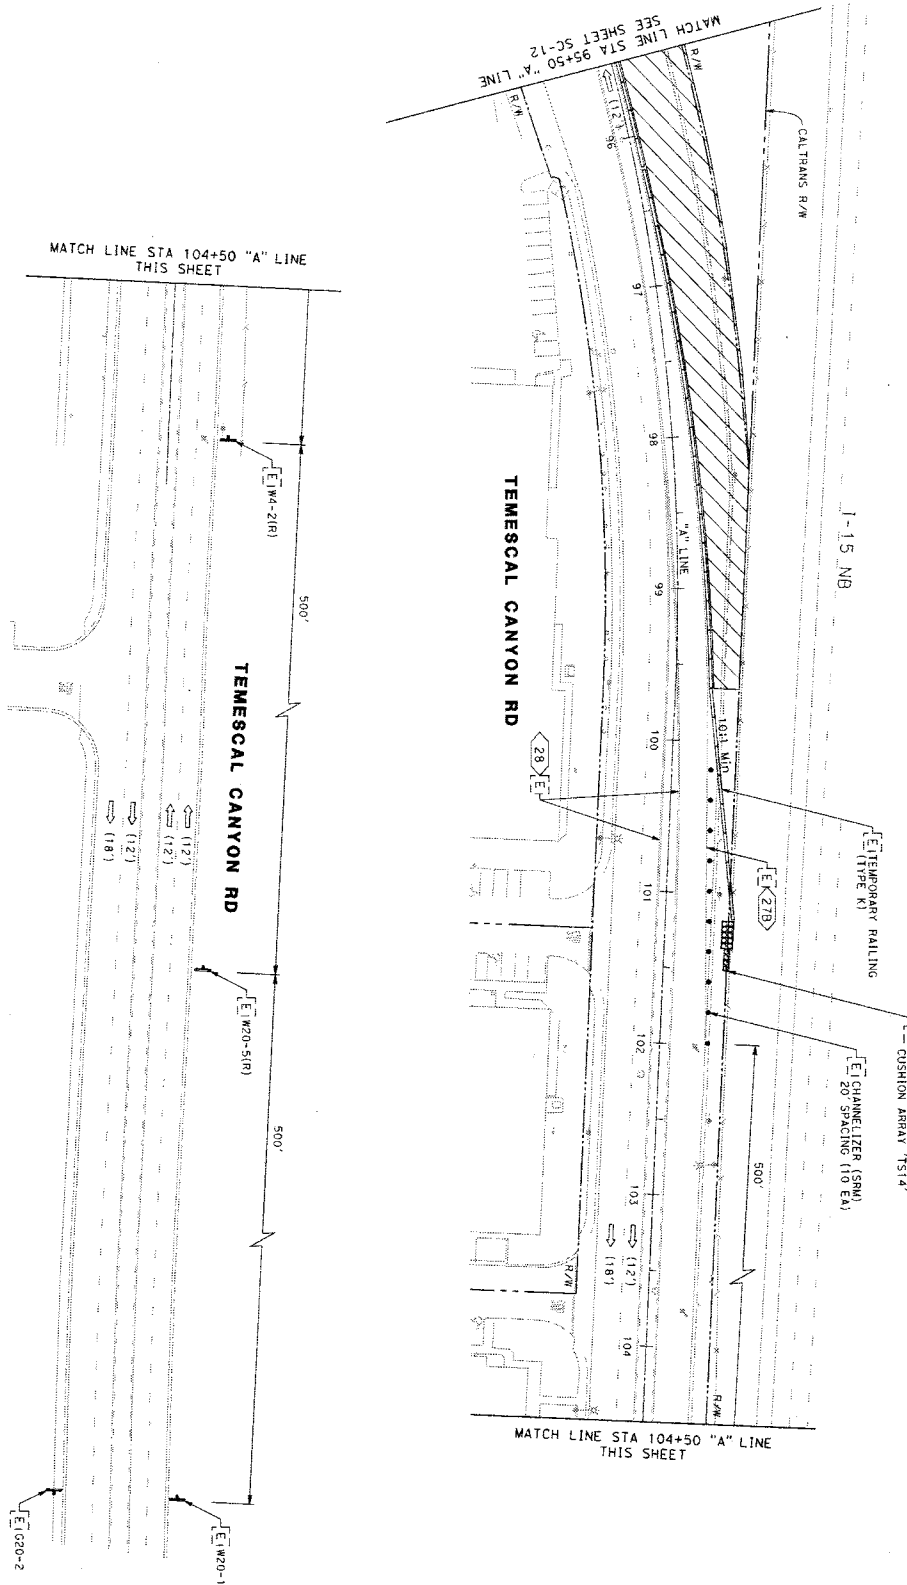 MATCH LINE STA 95+50 "A" LINE
SEE SHEET SC-12
R/W
R/W
CALTRANS R/W
I-15 NB
(12')
96
97
98
"A" LINE
99
100
101
102
103
104
TEMESCAL CANYON RD
28 E
10:1 Min
E 27B
E TEMPORARY RAILING
(TYPE K)
CUSHION ARRAY 'TS14'
E CHANNELIZER (SRM)
20' SPACING (10 EA)
500'
(12')
(18')
R/W
R/W
MATCH LINE STA 104+50 "A" LINE
THIS SHEET
MATCH LINE STA 104+50 "A" LINE
THIS SHEET
E W4-2(R)
500'
TEMESCAL CANYON RD
(12')
(12')
(12')
(18')
E W20-5(R)
500'
E W20-1
E G20-2